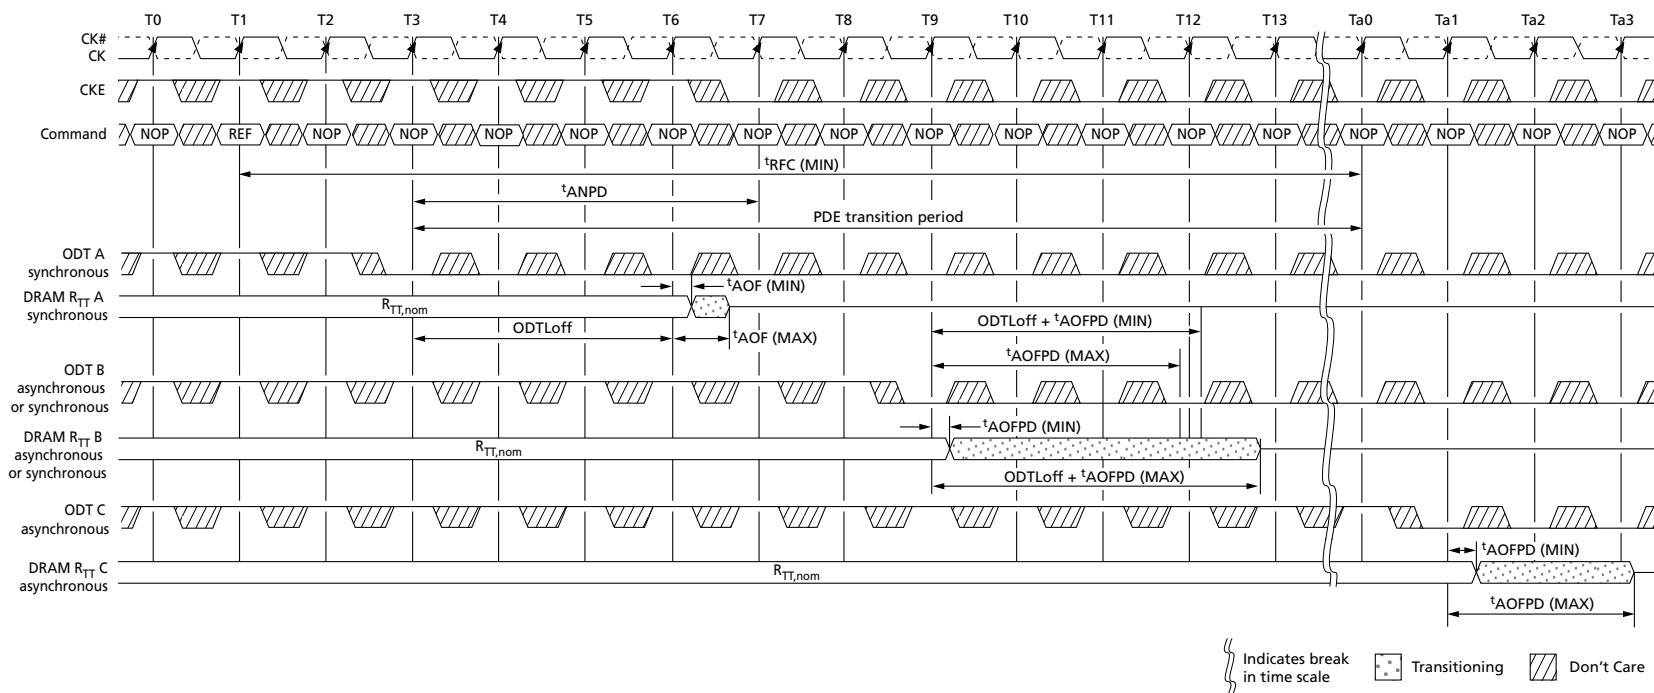 T0 T1 T2 T3 T4 T5 T6 T7 T8 T9 T10 T11 T12 T13 Ta0 Ta1 Ta2 Ta3
CK#
CK
CKE
Command NOP REF NOP NOP NOP NOP NOP NOP NOP NOP NOP NOP NOP NOP NOP NOP NOP NOP
tRFC (MIN)
tANPD
PDE transition period
ODT A
synchronous
tAOF (MIN)
DRAM RTT A
synchronous
RTT,nom
ODTLoff + tAOFPD (MIN)
ODTLoff
tAOF (MAX)
tAOFPD (MAX)
ODT B
asynchronous
or synchronous
tAOFPD (MIN)
DRAM RTT B
asynchronous
or synchronous
RTT,nom
ODTLoff + tAOFPD (MAX)
ODT C
asynchronous
tAOFPD (MIN)
DRAM RTT C
asynchronous
RTT,nom
tAOFPD (MAX)
Indicates break
in time scale
Transitioning
Don't Care